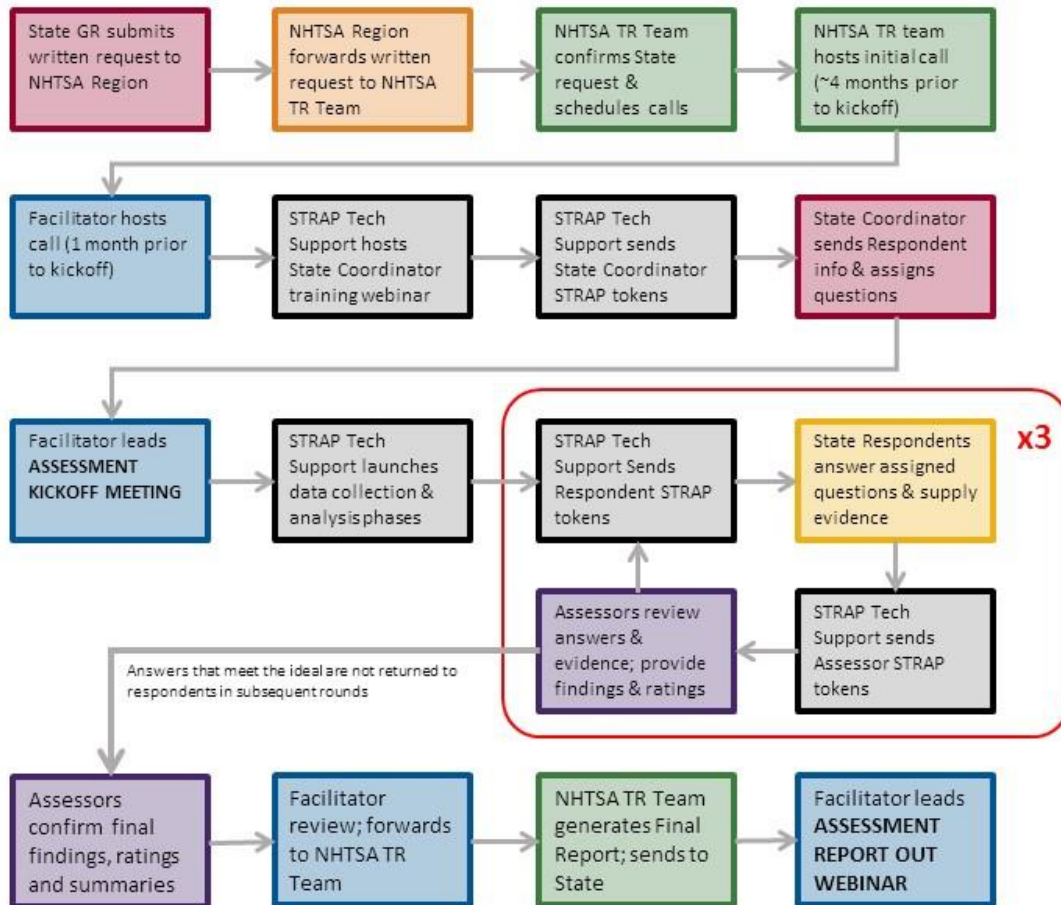 State GR submits
written request to
NHTSA Region
NHTSA Region
forwards written
request to NHTSA
TR Team
NHTSA TR Team
confirms State
request &
schedules calls
NHTSA TR team
hosts initial call
(~4 months prior
to kickoff)
Facilitator hosts
call (1 month prior
to kickoff)
STRAP Tech
Support hosts
State Coordinator
training webinar
STRAP Tech
Support sends
State Coordinator
STRAP tokens
State Coordinator
sends Respondent
info & assigns
questions
Facilitator leads
ASSESSMENT
KICKOFF MEETING
STRAP Tech
Support launches
data collection &
analysis phases
STRAP Tech
Support Sends
Respondent STRAP
tokens
State Respondents
answer assigned
questions & supply
evidence
x3
Assessors review
answers &
evidence; provide
findings & ratings
STRAP Tech
Support sends
Assessor STRAP
tokens
Answers that meet the ideal are not returned to
respondents in subsequent rounds
Assessors
confirm final
findings, ratings
and summaries
Facilitator
review; forwards
to NHTSA TR
Team
NHTSA TR Team
generates Final
Report; sends to
State
Facilitator leads
ASSESSMENT
REPORT OUT
WEBINAR